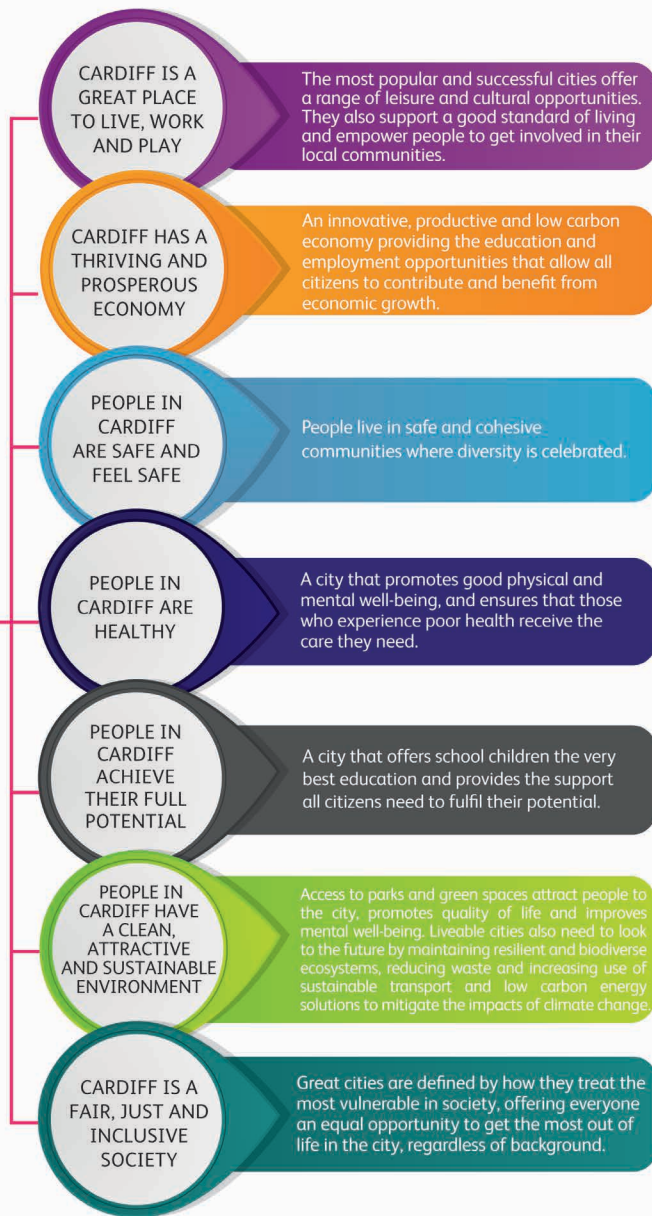 CARDIFF IS A
GREAT PLACE
TO LIVE, WORK
AND PLAY
The most popular and successful cities offer
a range of leisure and cultural opportunities.
They also support a good standard of living
and empower people to get involved in their
local communities.
CARDIFF HAS A
THRIVING AND
PROSPEROUS
ECONOMY
An innovative, productive and low carbon
economy providing the education and
employment opportunities that allow all
citizens to contribute and benefit from
economic growth.
PEOPLE IN
CARDIFF
ARE SAFE AND
FEEL SAFE
People live in safe and cohesive
communities where diversity is celebrated.
PEOPLE IN
CARDIFF ARE
HEALTHY
A city that promotes good physical and
mental well-being, and ensures that those
who experience poor health receive the
care they need.
PEOPLE IN
CARDIFF
ACHIEVE
THEIR FULL
POTENTIAL
A city that offers school children the very
best education and provides the support
all citizens need to fulfil their potential.
PEOPLE IN
CARDIFF HAVE
A CLEAN,
ATTRACTIVE
AND SUSTAINABLE
ENVIRONMENT
Access to parks and green spaces attract people to
the city, promotes quality of life and improves
mental well-being. Liveable cities also need to look
to the future by maintaining resilient and biodiverse
ecosystems, reducing waste and increasing use of
sustainable transport and low carbon energy
solutions to mitigate the impacts of climate change.
CARDIFF IS A
FAIR, JUST AND
INCLUSIVE
SOCIETY
Great cities are defined by how they treat the
most vulnerable in society, offering everyone
an equal opportunity to get the most out of
life in the city, regardless of background.